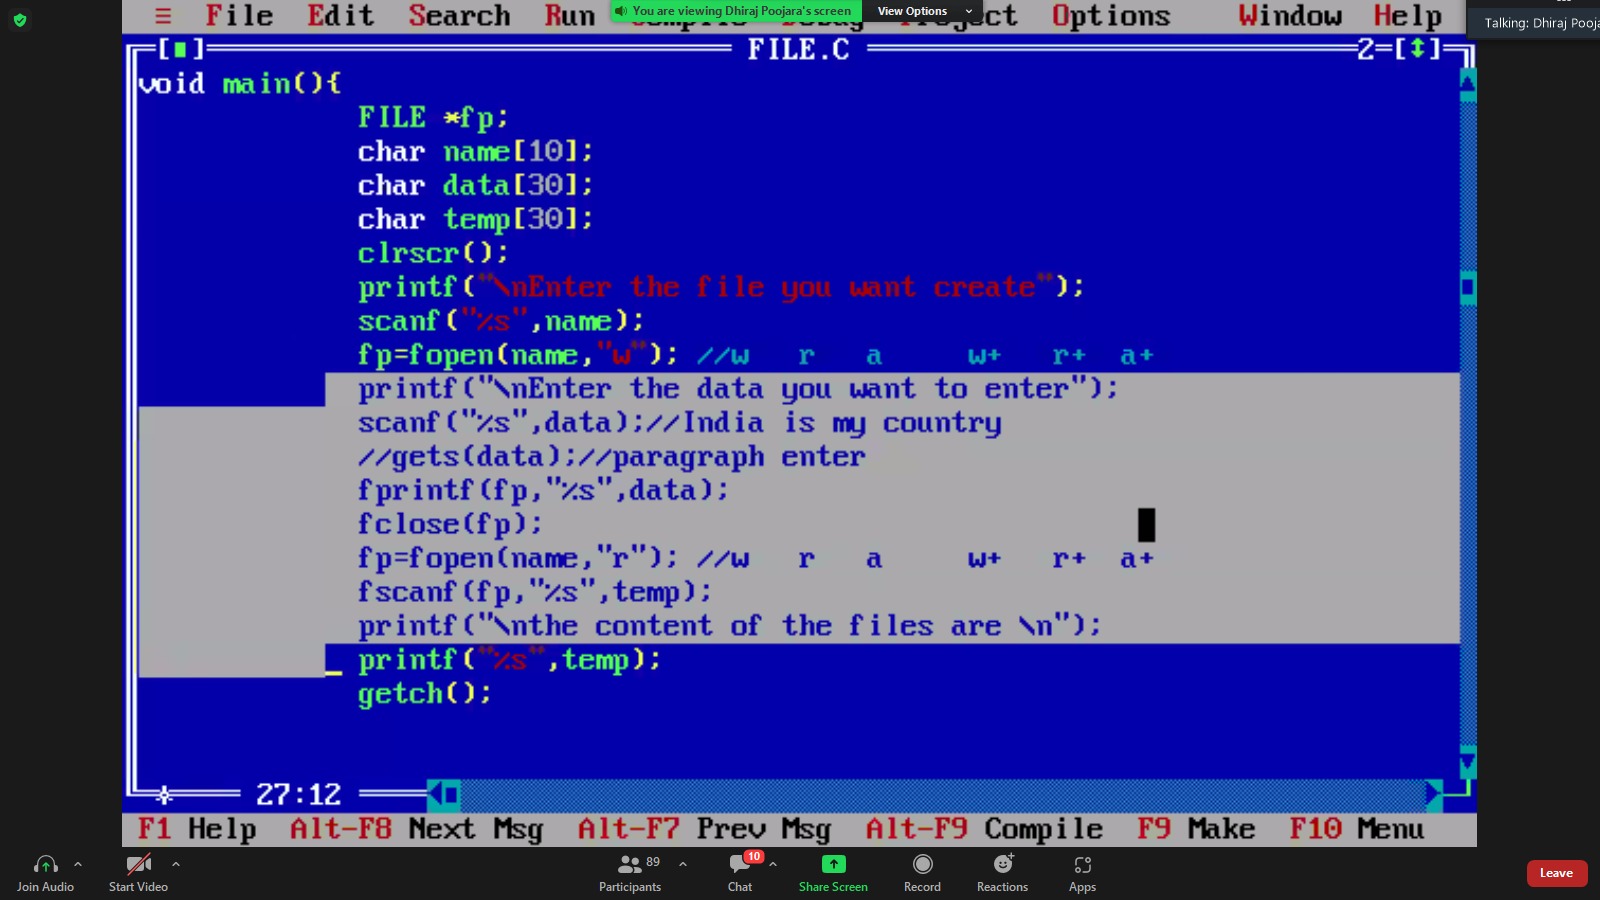 ≡ File Edit Search Run Compile Debug Project Options Window Help
You are viewing Dhiraj Poojara's screen View Options
Talking: Dhiraj Pooja
FILE.C 2
void main(){
FILE *fp;
char name[10];
char data[30];
char temp[30];
clrscr();
printf("\nEnter the file you want create");
scanf("%s",name);
fp=fopen(name,"w"); //w r a w+ r+ a+
printf("\nEnter the data you want to enter");
scanf("%s",data);//India is my country
//gets(data);//paragraph enter
fprintf(fp,"%s",data);
fclose(fp);
fp=fopen(name,"r"); //w r a w+ r+ a+
fscanf(fp,"%s",temp);
printf("\nthe content of the files are \n");
printf("%s",temp);
getch();
27:12
F1 Help Alt-F8 Next Msg Alt-F7 Prev Msg Alt-F9 Compile F9 Make F10 Menu
Join Audio Start Video Participants 89 Chat 10 Share Screen Record Reactions Apps Leave